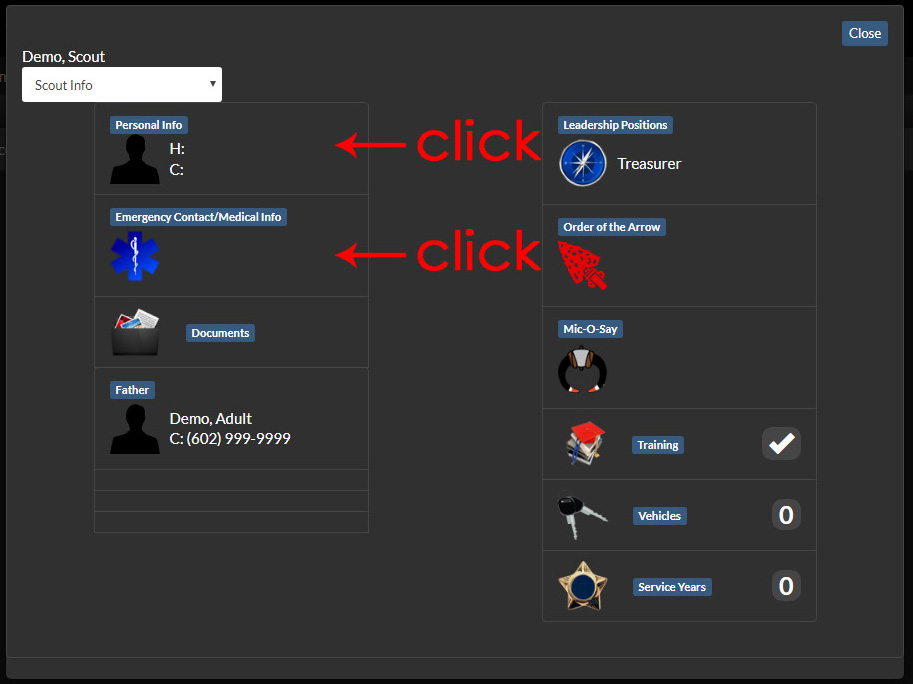 Close
Demo, Scout
Scout Info
Personal Info
H:
C:
click
Emergency Contact/Medical Info
click
Documents
Father
Demo, Adult
C: (602) 999-9999
Leadership Positions
Treasurer
Order of the Arrow
Mic-O-Say
Training
Vehicles
0
Service Years
0